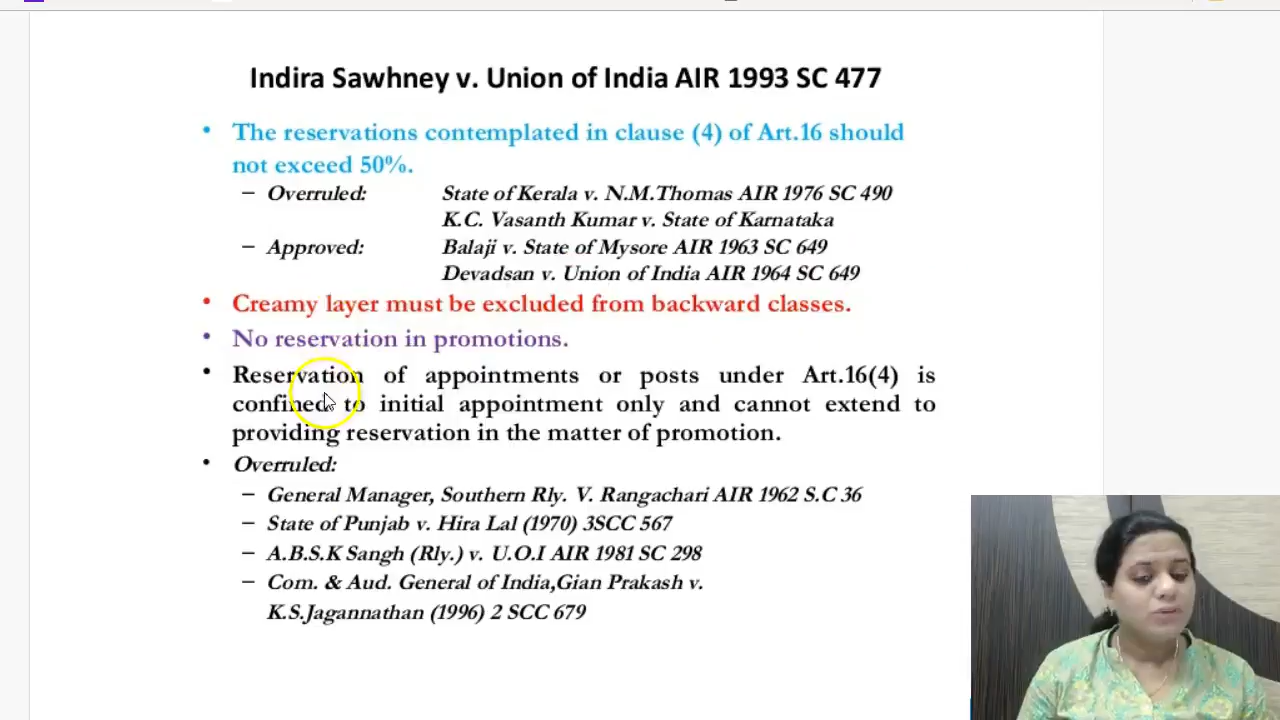 Indira Sawhney v. Union of India AIR 1993 SC 477
• The reservations contemplated in clause (4) of Art.16 should
not exceed 50%.
– Overruled: State of Kerala v. N.M.Thomas AIR 1976 SC 490
K.C. Vasanth Kumar v. State of Karnataka
– Approved: Balaji v. State of Mysore AIR 1963 SC 649
Devadsan v. Union of India AIR 1964 SC 649
• Creamy layer must be excluded from backward classes.
• No reservation in promotions.
• Reservation of appointments or posts under Art.16(4) is
confined to initial appointment only and cannot extend to
providing reservation in the matter of promotion.
• Overruled:
– General Manager, Southern Rly. V. Rangachari AIR 1962 S.C 36
– State of Punjab v. Hira Lal (1970) 3SCC 567
– A.B.S.K Sangh (Rly.) v. U.O.I AIR 1981 SC 298
– Com. & Aud. General of India,Gian Prakash v.
K.S.Jagannathan (1996) 2 SCC 679